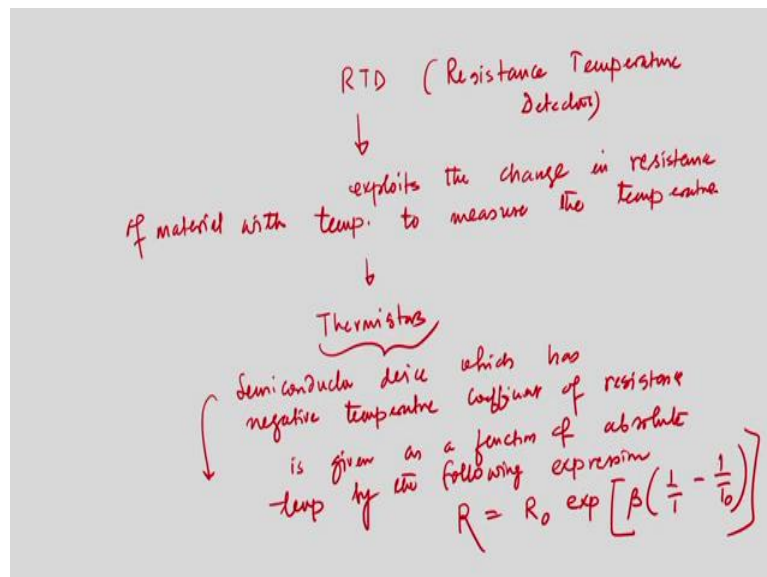 RTD (Resistance Temperature
Detector)
exploits the change in resistance
of material with temp. to measure the temperature
Thermistors
Semiconductor device which has
negative temperature coefficient of resistance
is given as a function of absolute
temp by the following expression
R = R₀ exp[β(1/T - 1/T₀)]